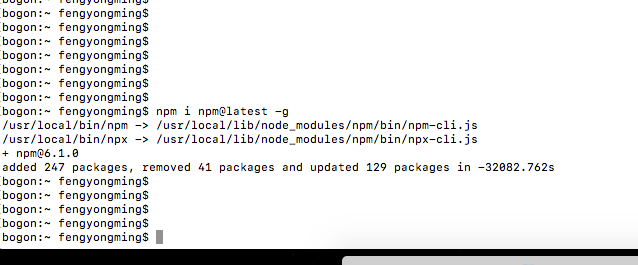 [bogon:~ fengyongming$
[bogon:~ fengyongming$
[bogon:~ fengyongming$
[bogon:~ fengyongming$
[bogon:~ fengyongming$
[bogon:~ fengyongming$
[bogon:~ fengyongming$
[bogon:~ fengyongming$ npm i npm@latest -g
/usr/local/bin/npm -> /usr/local/lib/node_modules/npm/bin/npm-cli.js
/usr/local/bin/npx -> /usr/local/lib/node_modules/npm/bin/npx-cli.js
+ npm@6.1.0
added 247 packages, removed 41 packages and updated 129 packages in -32082.762s
[bogon:~ fengyongming$
[bogon:~ fengyongming$
[bogon:~ fengyongming$
[bogon:~ fengyongming$
bogon:~ fengyongming$